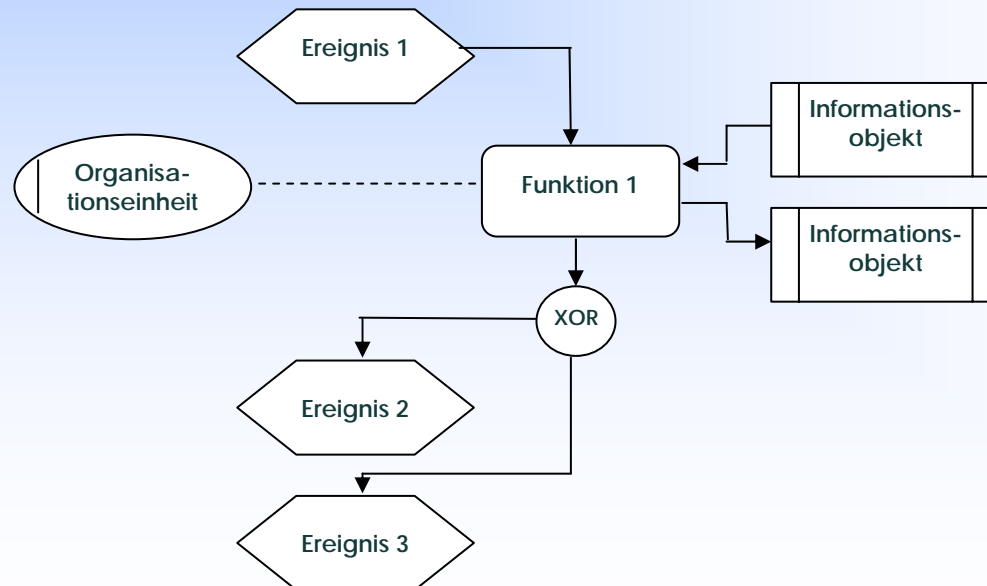 Ereignis 1
Informations-
objekt
Organisa-
tionseinheit
Funktion 1
Informations-
objekt
XOR
Ereignis 2
Ereignis 3